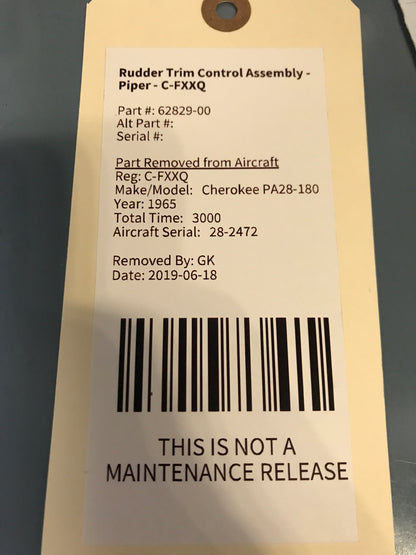 Rudder Trim Control Assembly -
Piper - C-FXXQ
Part #: 62829-00
Alt Part #:
Serial #:
Part Removed from Aircraft
Reg: C-FXXQ
Make/Model: Cherokee PA28-180
Year: 1965
Total Time: 3000
Aircraft Serial: 28-2472
Removed By: GK
Date: 2019-06-18
THIS IS NOT A
MAINTENANCE RELEASE